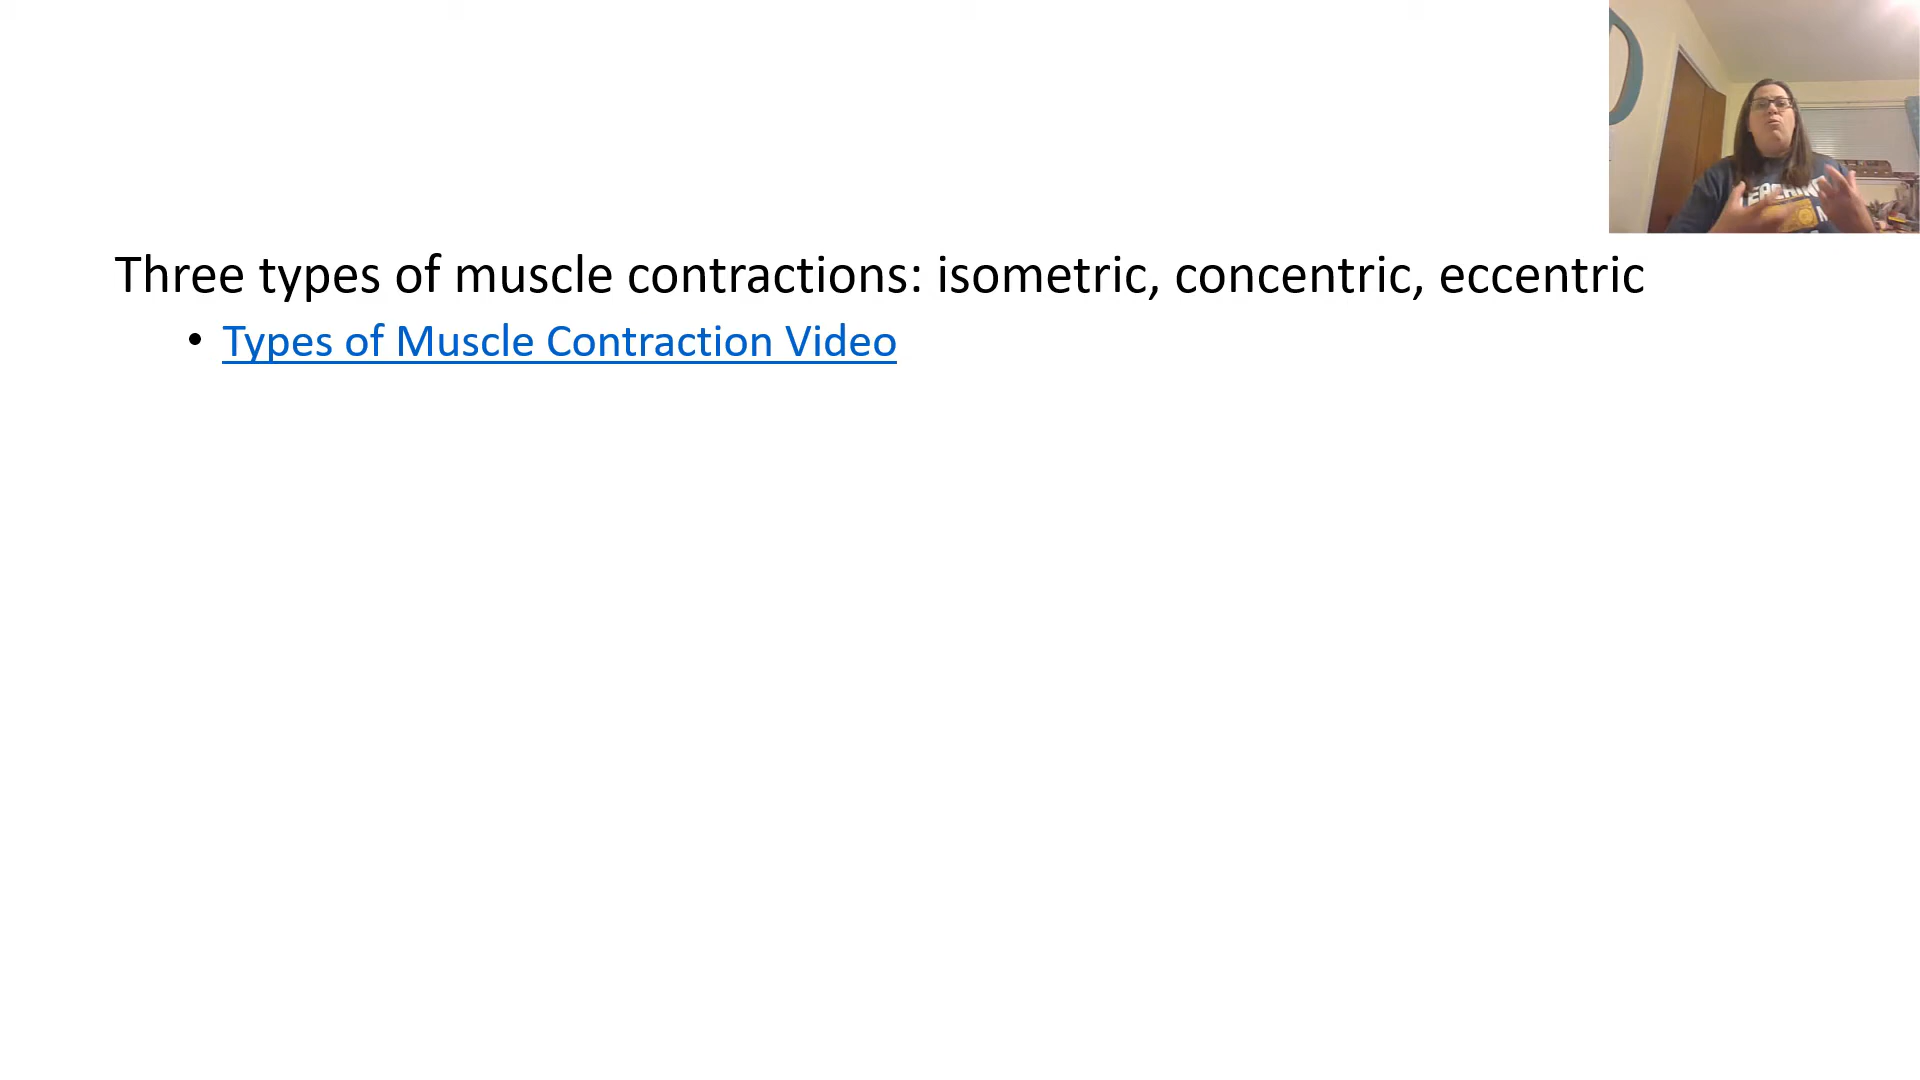 Three types of muscle contractions: isometric, concentric, eccentric
• Types of Muscle Contraction Video